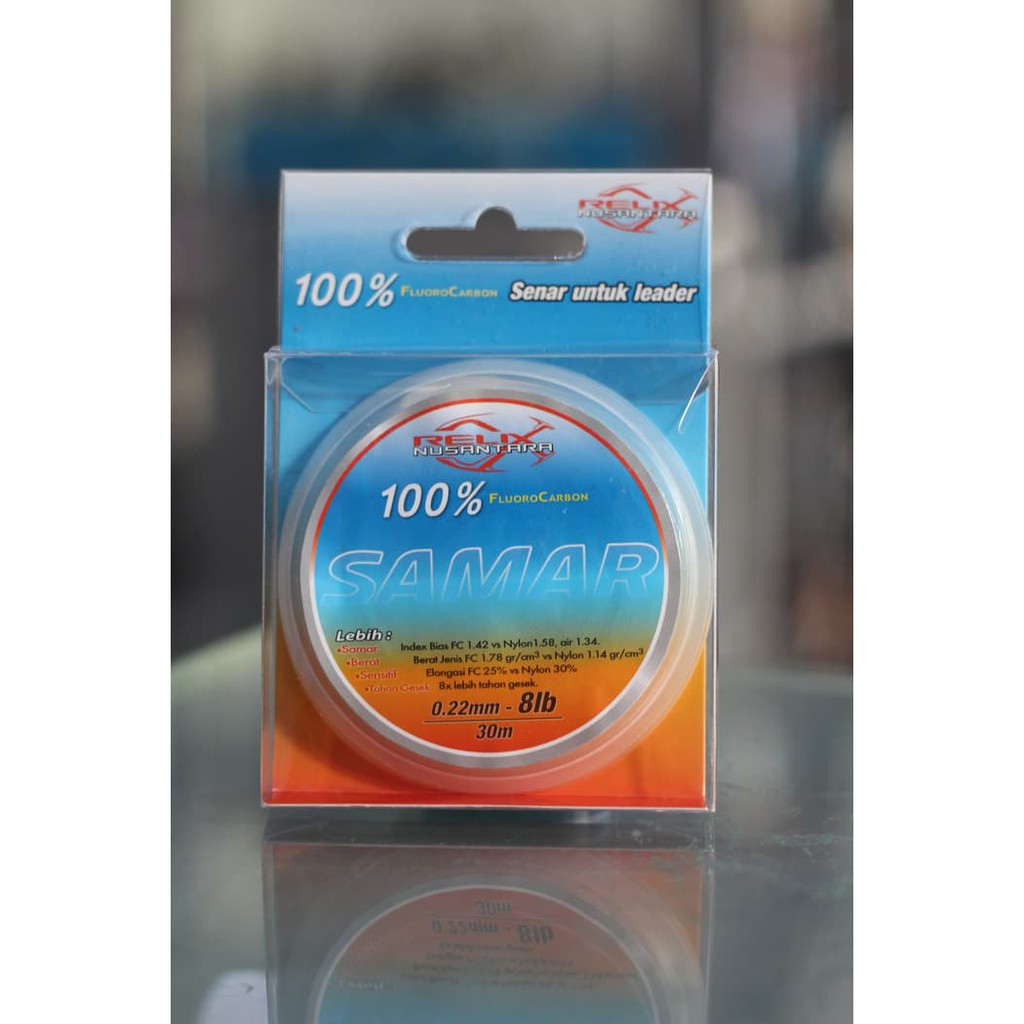 RELIX
NUSANTARA
100% FLUOROCARBON Senar untuk leader
RELIX
NUSANTARA
100% FLUOROCARBON
SAMAR
Lebih :
•Samar Index Bias FC 1.42 vs Nylon1.58, air 1.34.
•Berat Berat Jenis FC 1.78 gr/cm³ vs Nylon 1.14 gr/cm³
•Sensitif Elongasi FC 25% vs Nylon 30%
•Tahan Gesek 8x lebih tahan gesek.
0.22mm - 8lb
30m